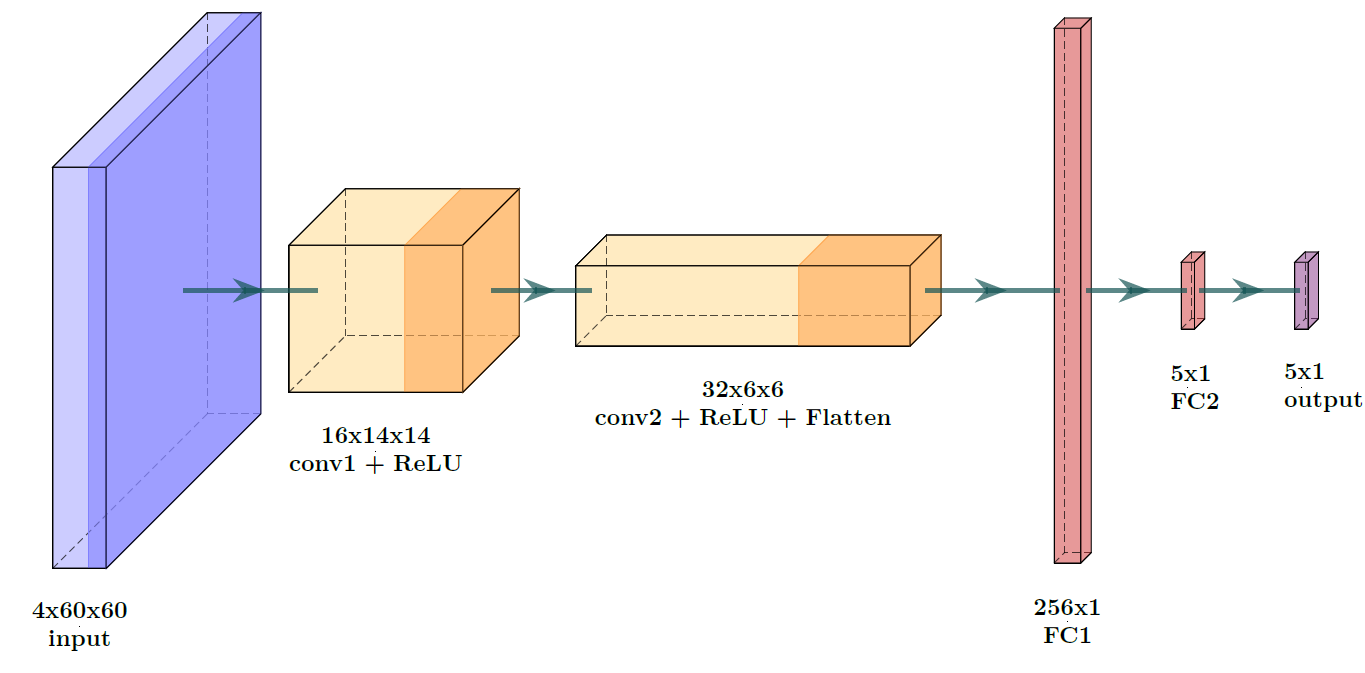 4x60x60
input
16x14x14
conv1 + ReLU
32x6x6
conv2 + ReLU + Flatten
256x1
FC1
5x1
FC2
5x1
output